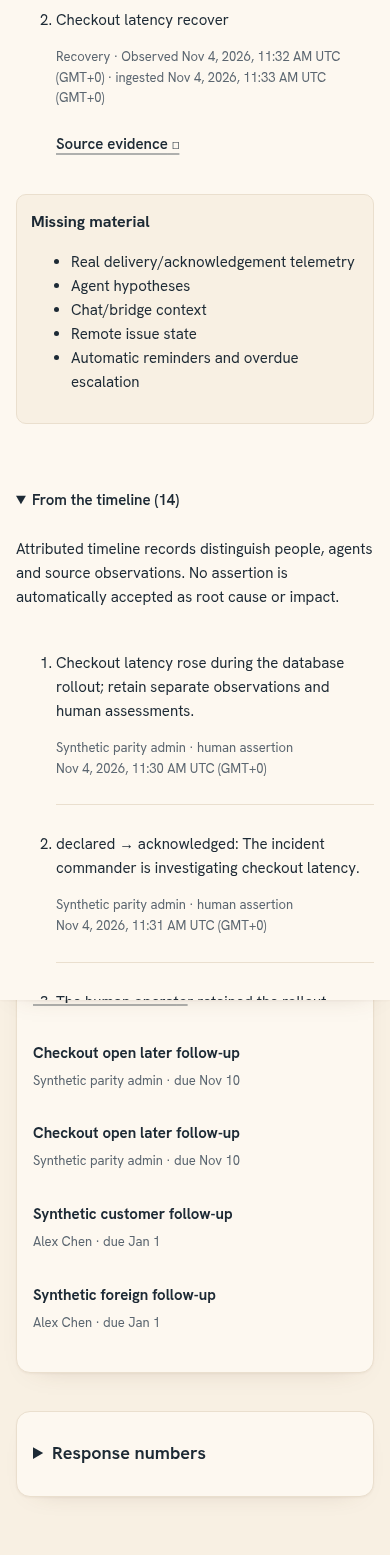 2. Checkout latency recover
Recovery · Observed Nov 4, 2026, 11:32 AM UTC
(GMT+0) · ingested Nov 4, 2026, 11:33 AM UTC
(GMT+0)
Source evidence
Missing material
• Real delivery/acknowledgement telemetry
• Agent hypotheses
• Chat/bridge context
• Remote issue state
• Automatic reminders and overdue
escalation
▼ From the timeline (14)
Attributed timeline records distinguish people, agents
and source observations. No assertion is
automatically accepted as root cause or impact.
1. Checkout latency rose during the database
rollout; retain separate observations and
human assessments.
Synthetic parity admin · human assertion
Nov 4, 2026, 11:30 AM UTC (GMT+0)
2. declared → acknowledged: The incident
commander is investigating checkout latency.
Synthetic parity admin · human assertion
Nov 4, 2026, 11:31 AM UTC (GMT+0)
3. The human operator retained the rollout
Checkout open later follow-up
Synthetic parity admin · due Nov 10
Checkout open later follow-up
Synthetic parity admin · due Nov 10
Synthetic customer follow-up
Alex Chen · due Jan 1
Synthetic foreign follow-up
Alex Chen · due Jan 1
▶ Response numbers